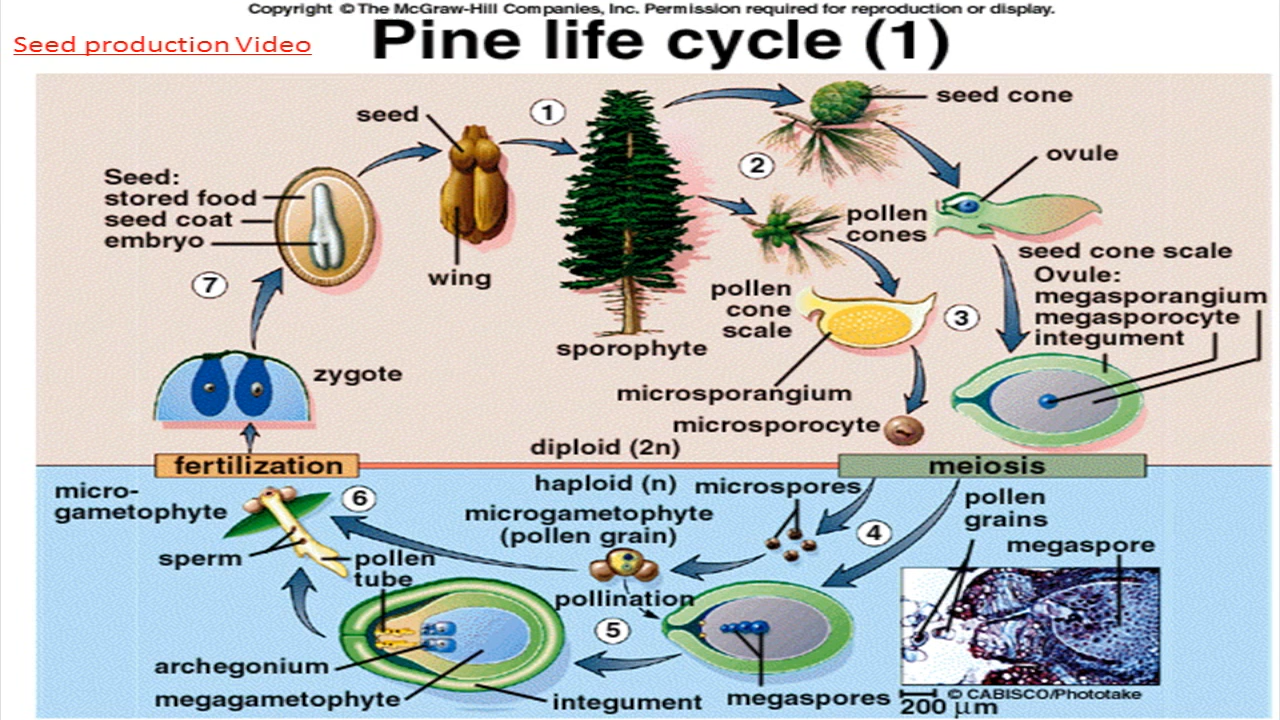 Copyright © The McGraw-Hill Companies, Inc. Permission required for reproduction or display.
Seed production Video
Pine life cycle (1)
seed
1
seed cone
2
ovule
Seed:
stored food
seed coat
embryo
pollen
cones
wing
7
seed cone scale
Ovule:
megasporangium
megasporocyte
integument
pollen
cone
scale
3
sporophyte
zygote
microsporangium
microsporocyte
diploid (2n)
fertilization
meiosis
haploid (n)
micro-
gametophyte
6
microspores
microgametophyte
(pollen grain)
4
pollen
grains
megaspore
sperm
pollen
tube
pollination
5
archegonium
megagametophyte
integument
megaspores
© CABISCO/Phototake
200 µm